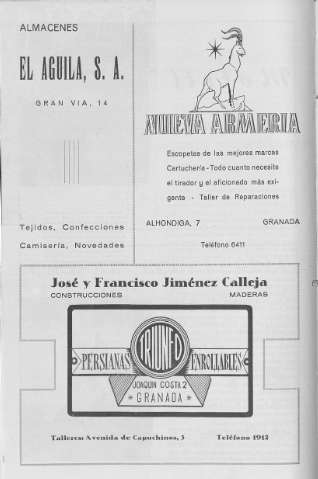 ALMACENES
EL AGUILA, S. A.
GRAN VIA, 14
Tejidos, Confecciones
Camisería, Novedades
NUEVA ARMERIA
Escopetas de las mejores marcas
Cartuchería - Todo cuanto necesite
el tirador y el aficionado más exi-
gente - Taller de Reparaciones
ALHONDIGA, 7 GRANADA
Teléfono 6411
José y Francisco Jiménez Calleja
CONSTRUCCIONES MADERAS
TRIUNFO
PERSIANAS ENROLLABLES
JOAQUIN COSTA 2
GRANADA
Talleres: Avenida de Capuchinos, 3 Teléfono 1912